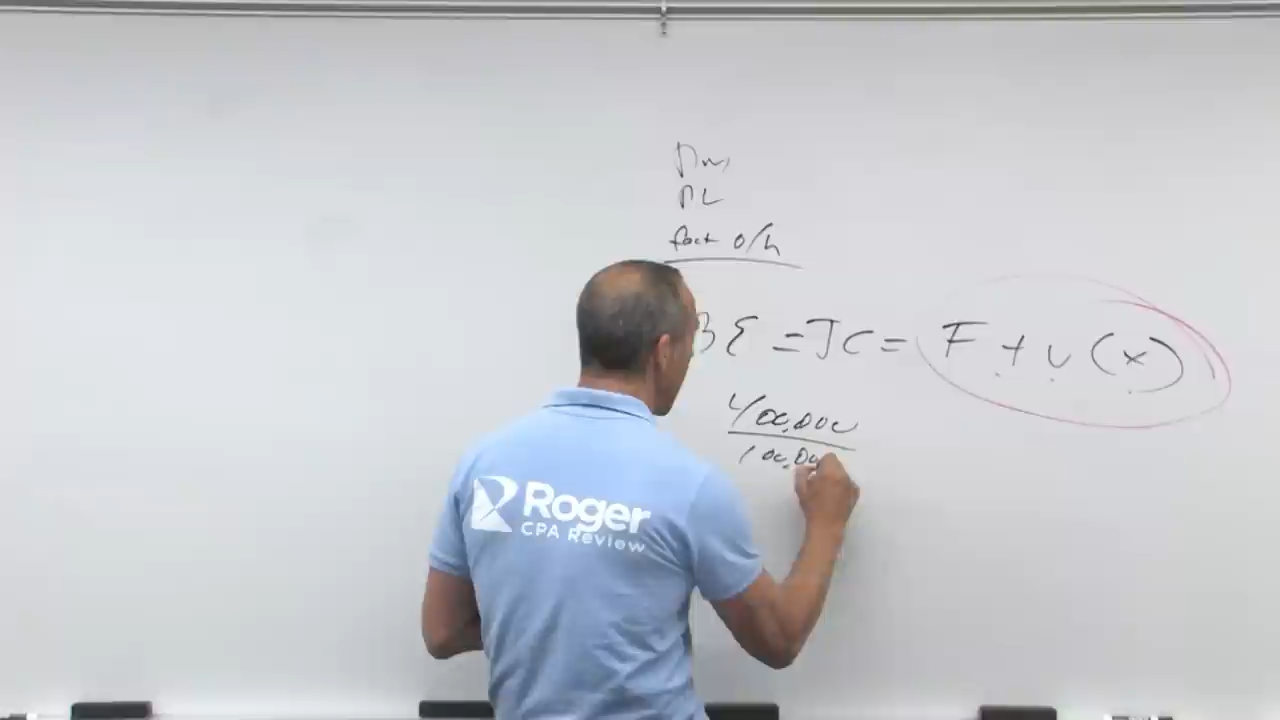 DM
DL
fact o/h
BE = TC = F + v (x)
400,000
100,00
Roger
CPA Review